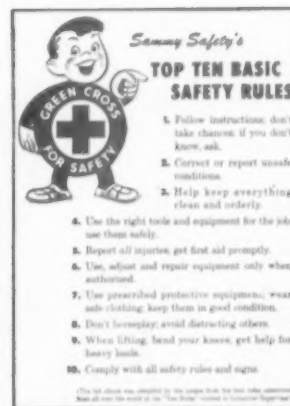 Sammy Safety's
TOP TEN BASIC
SAFETY RULES
GREEN CROSS
FOR SAFETY
1. Follow instructions; don't
take chances; if you don't
know, ask.
2. Correct or report unsafe
conditions.
3. Help keep everything
clean and orderly.
4. Use the right tools and equipment for the job;
use them safely.
5. Report all injuries; get first aid promptly.
6. Use, adjust and repair equipment only when
authorized.
7. Use prescribed protective equipment; wear
safe clothing; keep them in good condition.
8. Don't horseplay; avoid distracting others.
9. When lifting, bend your knees; get help for
heavy loads.
10. Comply with all safety rules and signs.